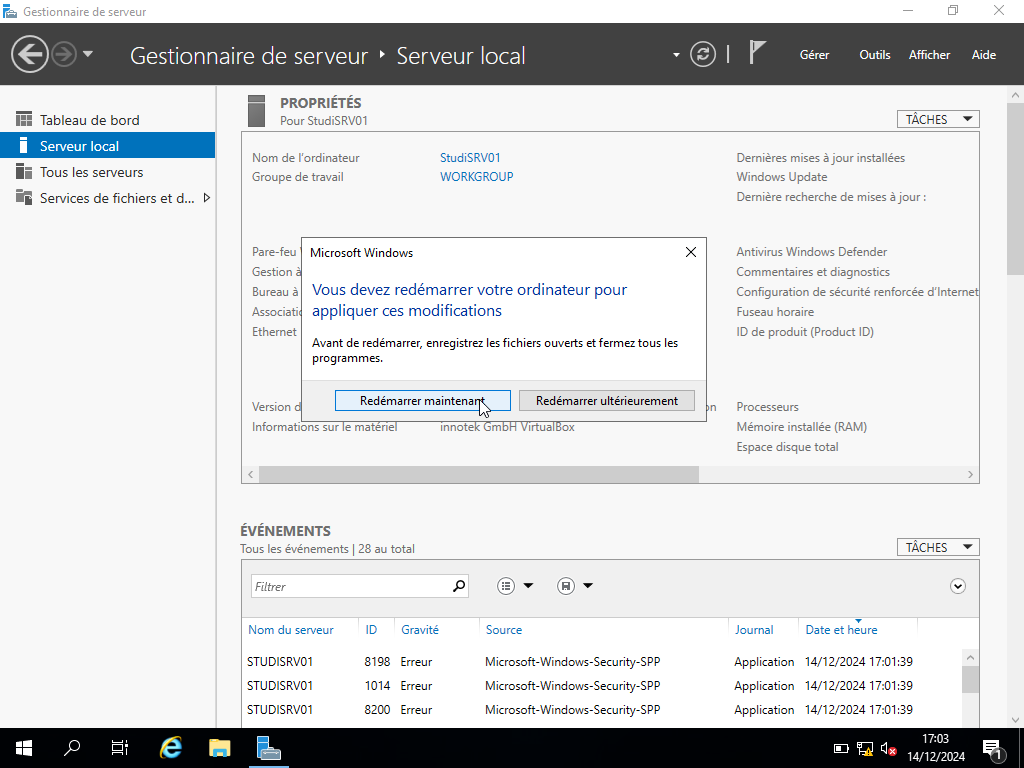 Gestionnaire de serveur
Gestionnaire de serveur ‣ Serveur local
Gérer Outils Afficher Aide
Tableau de bord
Serveur local
Tous les serveurs
Services de fichiers et d...
PROPRIÉTÉS
Pour StudiSRV01
TÂCHES
Nom de l'ordinateur StudiSRV01 Dernières mises à jour installées
Groupe de travail WORKGROUP Windows Update
Dernière recherche de mises à jour :
Pare-feu Antivirus Windows Defender
Gestion à Commentaires et diagnostics
Bureau à Configuration de sécurité renforcée d'Internet
Associatio Fuseau horaire
Ethernet ID de produit (Product ID)
Microsoft Windows
Vous devez redémarrer votre ordinateur pour
appliquer ces modifications
Avant de redémarrer, enregistrez les fichiers ouverts et fermez tous les
programmes.
Redémarrer maintenant Redémarrer ultérieurement
Version d on Processeurs
Informations sur le matériel innotek GmbH VirtualBox Mémoire installée (RAM)
Espace disque total
ÉVÉNEMENTS
Tous les événements | 28 au total
TÂCHES
Filtrer
Nom du serveur ID Gravité Source Journal Date et heure
STUDISRV01 8198 Erreur Microsoft-Windows-Security-SPP Application 14/12/2024 17:01:39
STUDISRV01 1014 Erreur Microsoft-Windows-Security-SPP Application 14/12/2024 17:01:39
STUDISRV01 8200 Erreur Microsoft-Windows-Security-SPP Application 14/12/2024 17:01:39
17:03
14/12/2024
1